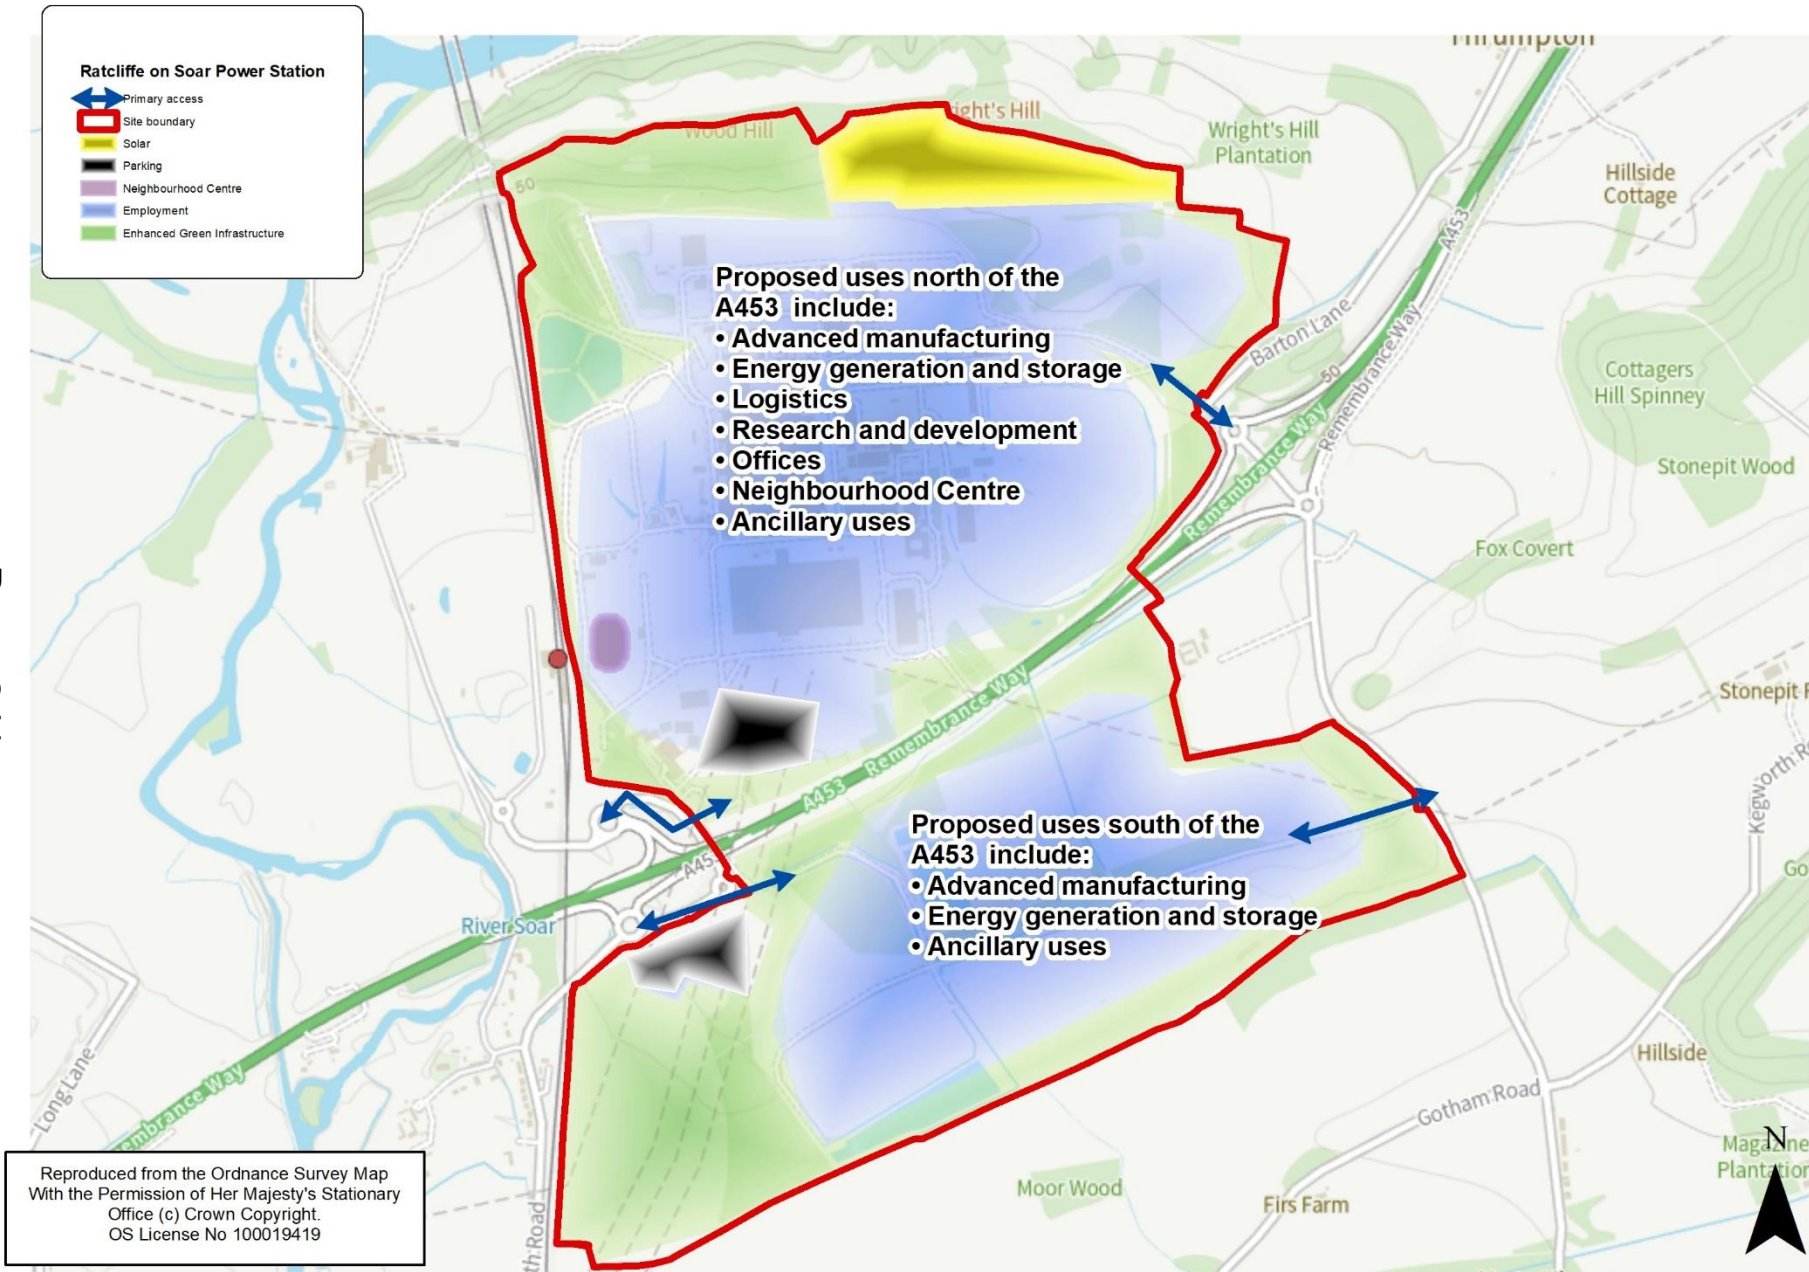 Ratcliffe on Soar Power Station
Primary access
Site boundary
Solar
Parking
Neighbourhood Centre
Employment
Enhanced Green Infrastructure
Thrumpton
Wood Hill
Wright's Hill
Plantation
Hillside
Cottage
50
A453
Proposed uses north of the
A453 include:
• Advanced manufacturing
• Energy generation and storage
• Logistics
• Research and development
• Offices
• Neighbourhood Centre
• Ancillary uses
Barton Lane
50
Remembrance Way
Remembrance Way
Cottagers
Hill Spinney
Stonepit Wood
Fox Covert
Remembrance Way
A453
Proposed uses south of the
A453 include:
• Advanced manufacturing
• Energy generation and storage
• Ancillary uses
River Soar
Long Lane
Hillside
Gotham Road
Moor Wood
Firs Farm
N
Reproduced from the Ordnance Survey Map
With the Permission of Her Majesty's Stationary
Office (c) Crown Copyright.
OS License No 100019419